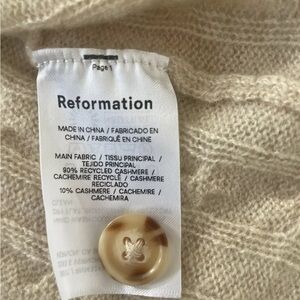 Page 1
Reformation
MADE IN CHINA / FABRICADO EN
CHINA / FABRIQUÉ EN CHINE
MAIN FABRIC / TISSU PRINCIPAL /
TEJIDO PRINCIPAL
90% RECYCLED CASHMERE /
CACHEMIRE RECYCLÉ / CASHMERE
RECICLADO
10% CASHMERE / CACHEMIRE /
CACHEMIRA